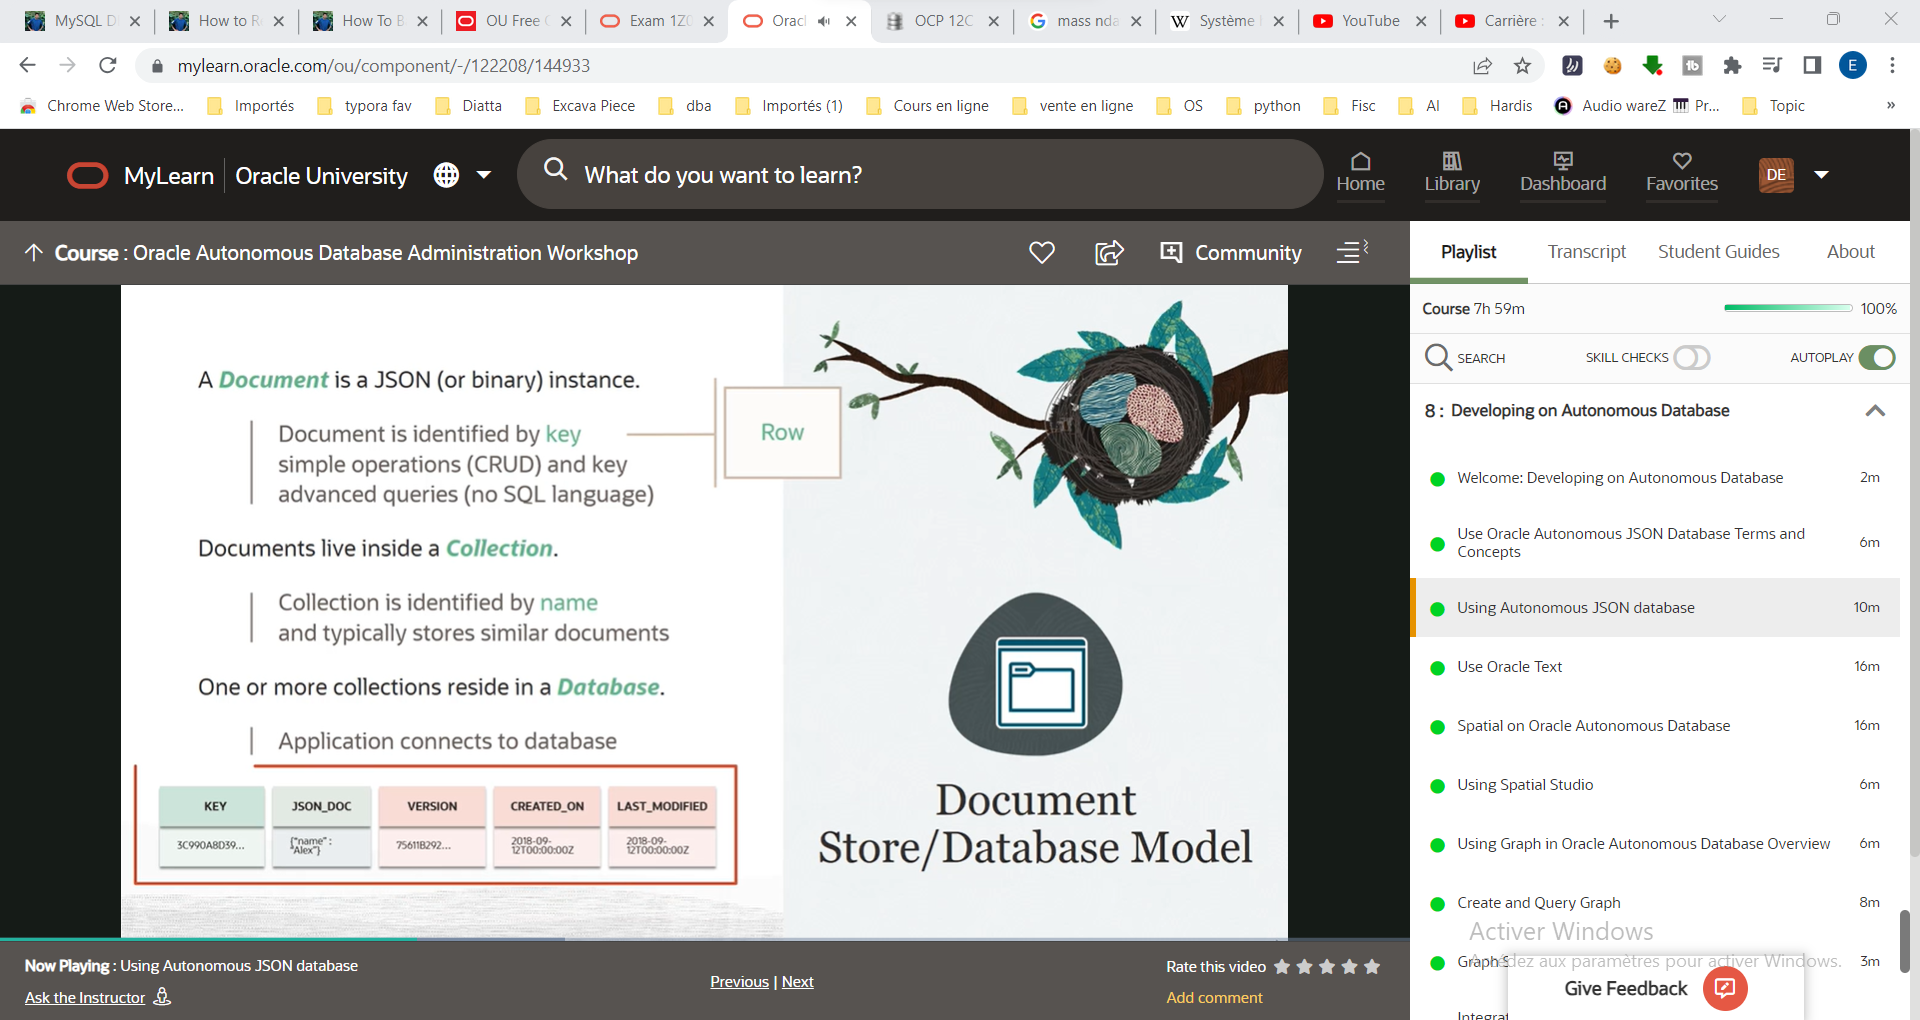 MySQL D
How to R
How To B
OU Free C
Exam 1Z0
Orac
OCP 12C
mass nda
Système
YouTube
Carrière :
mylearn.oracle.com/ou/component/-/122208/144933
E
Chrome Web Store...
Importés
typora fav
Diatta
Excava Piece
dba
Importés (1)
Cours en ligne
vente en ligne
OS
python
Fisc
AI
Hardis
Audio wareZ
Pr...
Topic
»
MyLearn
Oracle University
What do you want to learn?
Home
Library
Dashboard
Favorites
DE
Course : Oracle Autonomous Database Administration Workshop
Community
A Document is a JSON (or binary) instance.
Document is identified by key
simple operations (CRUD) and key
advanced queries (no SQL language)
Row
Documents live inside a Collection.
Collection is identified by name
and typically stores similar documents
One or more collections reside in a Database.
Application connects to database
KEY
JSON_DOC
VERSION
CREATED_ON
LAST_MODIFIED
3C990A8D39...
{"name" :
"Alex"}
75611B292...
2018-09-
12T00:00:00Z
2018-09-
12T00:00:00Z
Document
Store/Database Model
Now Playing : Using Autonomous JSON database
Ask the Instructor
Previous | Next
Rate this video
Add comment
Playlist
Transcript
Student Guides
About
Course 7h 59m
100%
SEARCH
SKILL CHECKS
AUTOPLAY
8 : Developing on Autonomous Database
Welcome: Developing on Autonomous Database
2m
Use Oracle Autonomous JSON Database Terms and
Concepts
6m
Using Autonomous JSON database
10m
Use Oracle Text
16m
Spatial on Oracle Autonomous Database
16m
Using Spatial Studio
6m
Using Graph in Oracle Autonomous Database Overview
6m
Create and Query Graph
8m
Activer Windows
Graph S
dez aux paramètres pour activer Windows.
3m
Give Feedback
Integrat